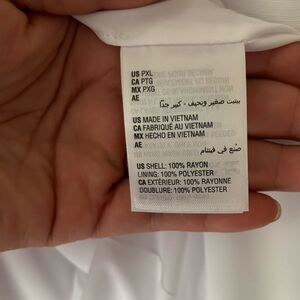 US PXL
CA PTG
MX PXG
AE
بيتيت صغير ونحيف - كبير جدًا
US MADE IN VIETNAM
CA FABRIQUÉ AU VIETNAM
MX HECHO EN VIETNAM
AE
صُنع في فيتنام
US SHELL: 100% RAYON
LINING: 100% POLYESTER
CA EXTÉRIEUR: 100% RAYONNE
DOUBLURE: 100% POLYESTER